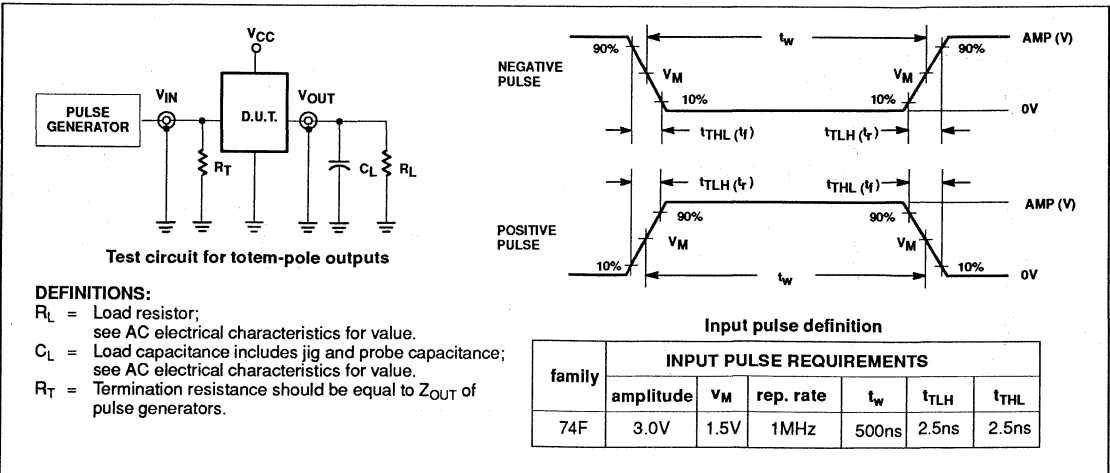 VCC
VIN
VOUT
PULSE
GENERATOR
D.U.T.
RT
CL
RL
Test circuit for totem-pole outputs
DEFINITIONS:
RL = Load resistor;
see AC electrical characteristics for value.
CL = Load capacitance includes jig and probe capacitance;
see AC electrical characteristics for value.
RT = Termination resistance should be equal to ZOUT of
pulse generators.
NEGATIVE
PULSE
90%
tw
90%
AMP (V)
VM
VM
10%
10%
0V
tTHL (tf)
tTLH (tr)
tTLH (tr)
tTHL (tf)
AMP (V)
90%
90%
POSITIVE
PULSE
VM
VM
10%
10%
tw
0V
Input pulse definition
family
INPUT PULSE REQUIREMENTS
amplitude VM rep. rate tw tTLH tTHL
74F 3.0V 1.5V 1MHz 500ns 2.5ns 2.5ns